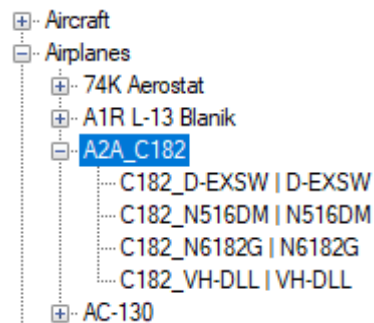 Aircraft
Airplanes
74K Aerostat
A1R L-13 Blanik
A2A_C182
C182_D-EXSW | D-EXSW
C182_N516DM | N516DM
C182_N6182G | N6182G
C182_VH-DLL | VH-DLL
AC-130